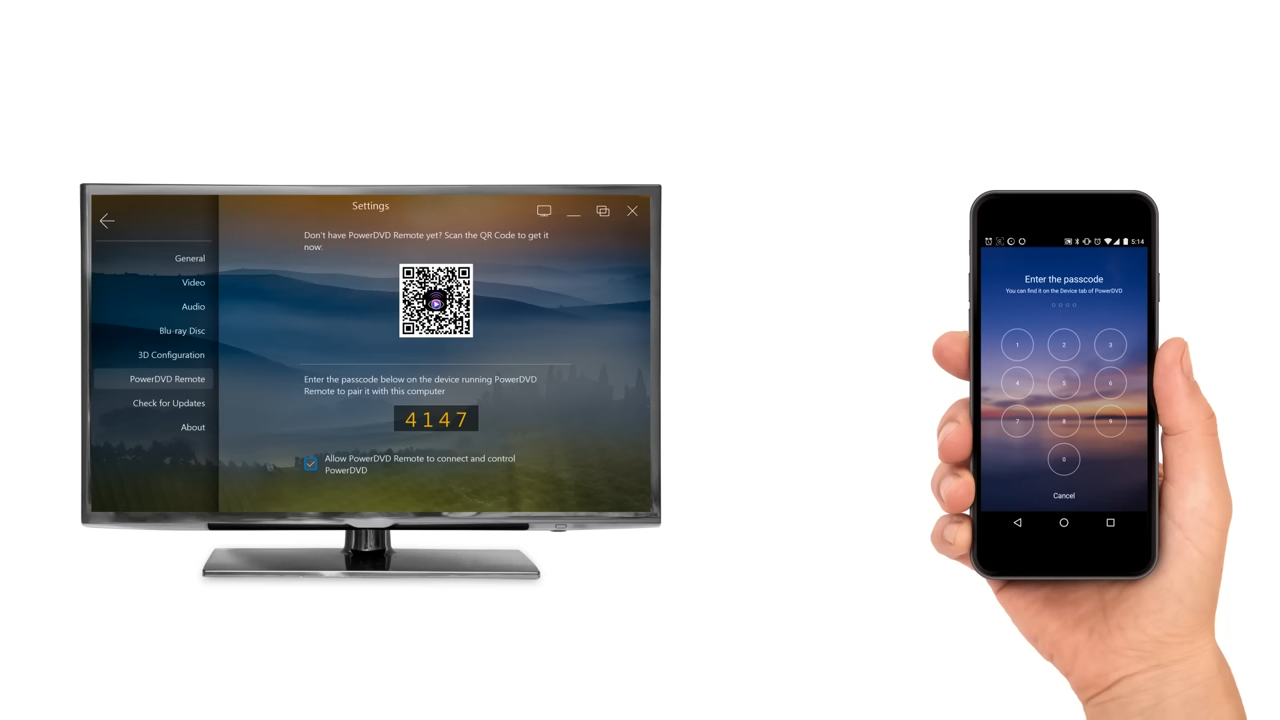 Settings
Don't have PowerDVD Remote yet? Scan the QR Code to get it
now:
General
Video
Audio
Blu-ray Disc
3D Configuration
PowerDVD Remote
Check for Updates
About
Enter the passcode below on the device running PowerDVD
Remote to pair it with this computer
4147
Allow PowerDVD Remote to connect and control
PowerDVD
5:14
Enter the passcode
You can find it on the Device tab of PowerDVD
1 2 3
4 5 6
7 8 9
0
Cancel